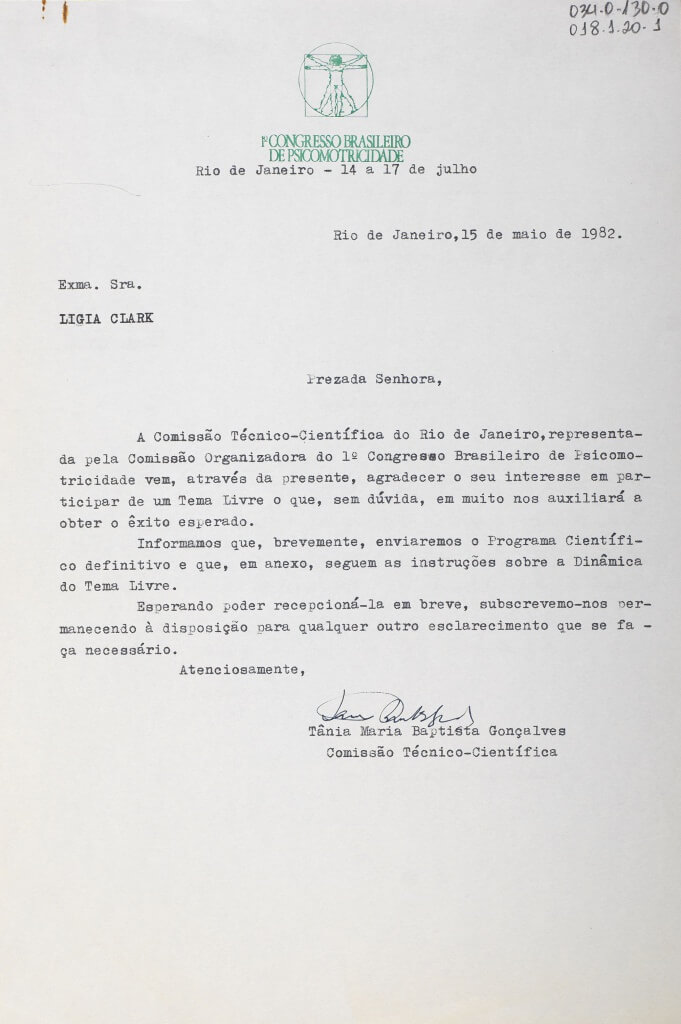 034.0-130.0
018.1.20-1
1º CONGRESSO BRASILEIRO
DE PSICOMOTRICIDADE
Rio de Janeiro - 14 a 17 de julho
Rio de Janeiro,15 de maio de 1982.
Exma. Sra.
LIGIA CLARK
Prezada Senhora,
A Comissão Técnico-Científica do Rio de Janeiro,representa-
da pela Comissão Organizadora do 1º Congresso Brasileiro de Psicomo-
tricidade vem, através da presente, agradecer o seu interesse em par-
ticipar de um Tema Livre o que, sem dúvida, em muito nos auxiliará a
obter o êxito esperado.
Informamos que, brevemente, enviaremos o Programa Científi-
co definitivo e que, em anexo, seguem as instruções sobre a Dinâmica
do Tema Livre.
Esperando poder recepcioná-la em breve, subscrevemo-nos per-
manecendo à disposição para qualquer outro esclarecimento que se fa -
ça necessário.
Atenciosamente,
Tânia Maria Baptista Gonçalves
Comissão Técnico-Científica